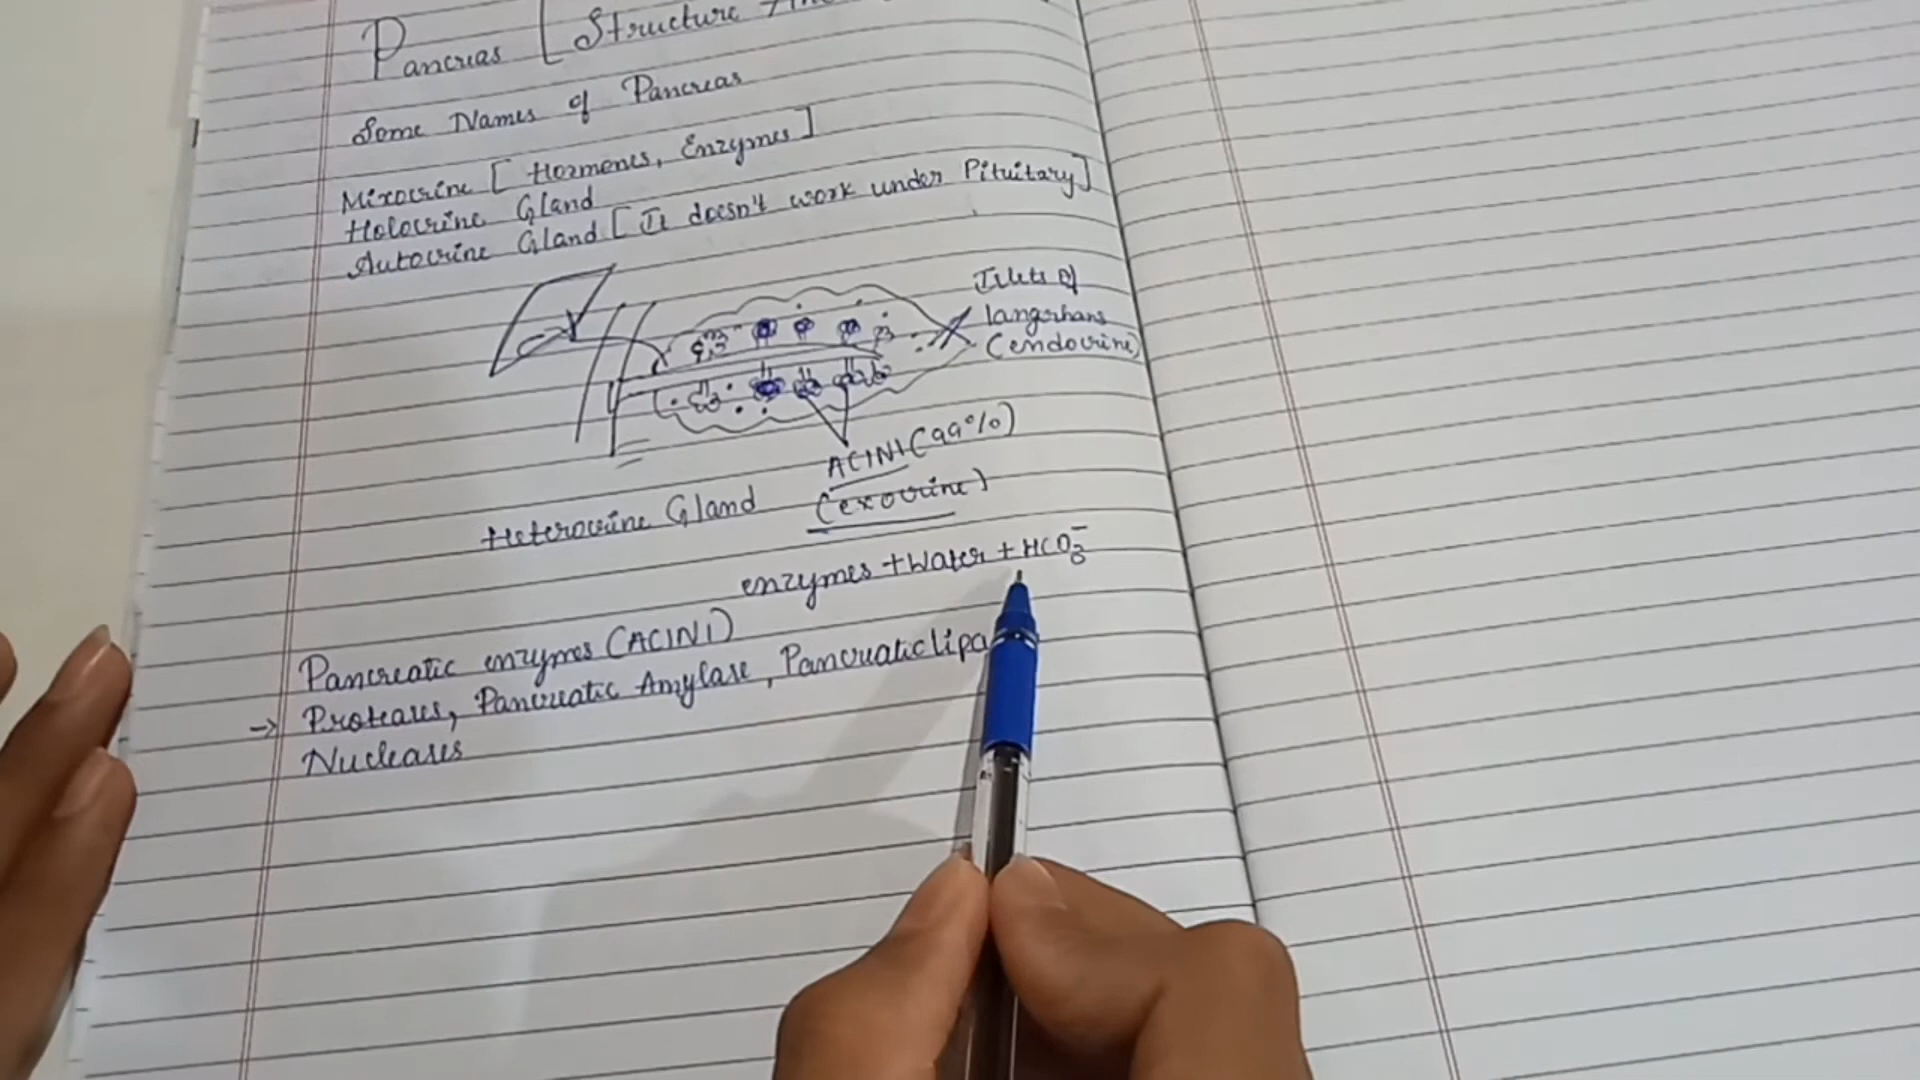 Pancreas [ Structure
Some Names of Pancreas
Mixocrine [ Hormones, Enzymes ]
Holocrine Gland
Autocrine Gland [ It doesn't work under Pituitary ]
Islets of
langerhans
(endocrine)
ACINI (99%)
(exocrine)
Heterocrine Gland
enzymes + Water + HCO3-
Pancreatic enzymes (ACINI)
→ Proteases, Pancreatic Amylase, Pancreatic lipa
Nucleases